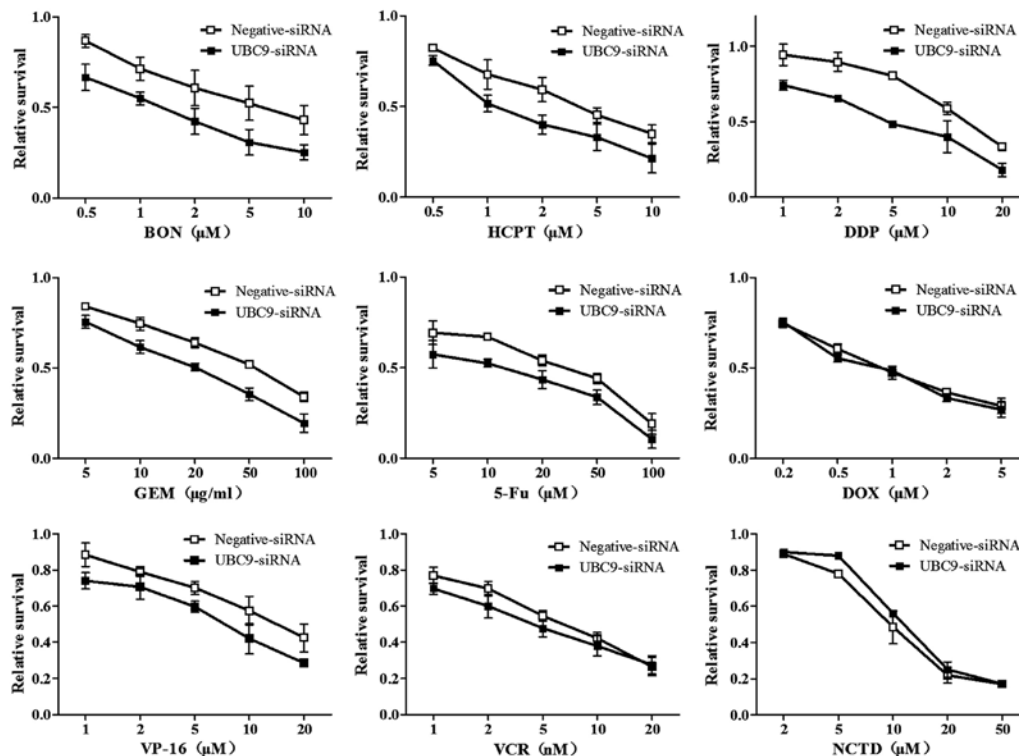 Relative survival
1.0
0.5
0.0
Negative-siRNA
UBC9-siRNA
0.5 1 2 5 10
BON (μM)
Relative survival
1.0
0.5
0.0
Negative-siRNA
UBC9-siRNA
0.5 1 2 5 10
HCPT (μM)
Relative survival
1.0
0.5
0.0
Negative-siRNA
UBC9-siRNA
1 2 5 10 20
DDP (μM)
Relative survival
1.0
0.5
0.0
Negative-siRNA
UBC9-siRNA
5 10 20 50 100
GEM (μg/ml)
Relative survival
1.0
0.5
0.0
Negative-siRNA
UBC9-siRNA
5 10 20 50 100
5-Fu (μM)
Relative survival
1.0
0.5
0.0
Negative-siRNA
UBC9-siRNA
0.2 0.5 1 2 5
DOX (μM)
Relative survival
1.0
0.8
0.6
0.4
0.2
0.0
Negative-siRNA
UBC9-siRNA
1 2 5 10 20
VP-16 (μM)
Relative survival
1.0
0.8
0.6
0.4
0.2
0.0
Negative-siRNA
UBC9-siRNA
1 2 5 10 20
VCR (nM)
Relative survival
1.0
0.8
0.6
0.4
0.2
0.0
Negative-siRNA
UBC9-siRNA
2 5 10 20 50
NCTD (μM)